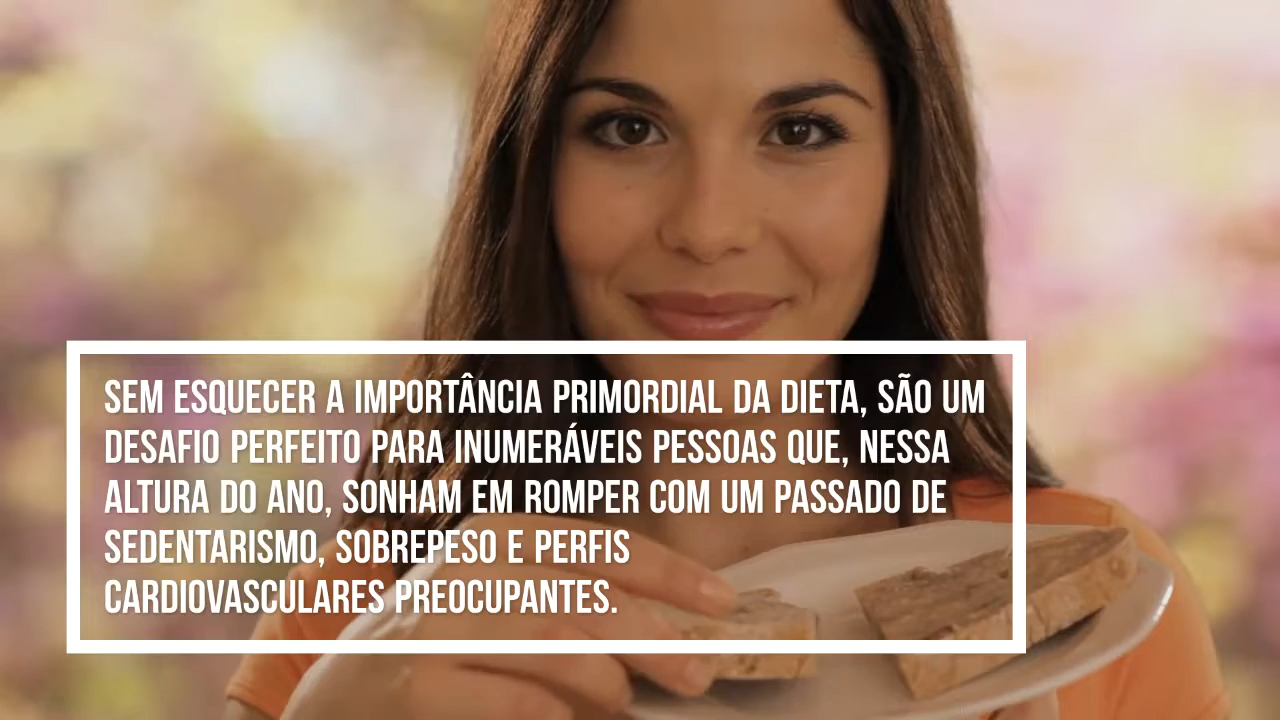 SEM ESQUECER A IMPORTÂNCIA PRIMORDIAL DA DIETA, SÃO UM
DESAFIO PERFEITO PARA INUMERÁVEIS PESSOAS QUE, NESSA
ALTURA DO ANO, SONHAM EM ROMPER COM UM PASSADO DE
SEDENTARISMO, SOBREPESO E PERFIS
CARDIOVASCULARES PREOCUPANTES.